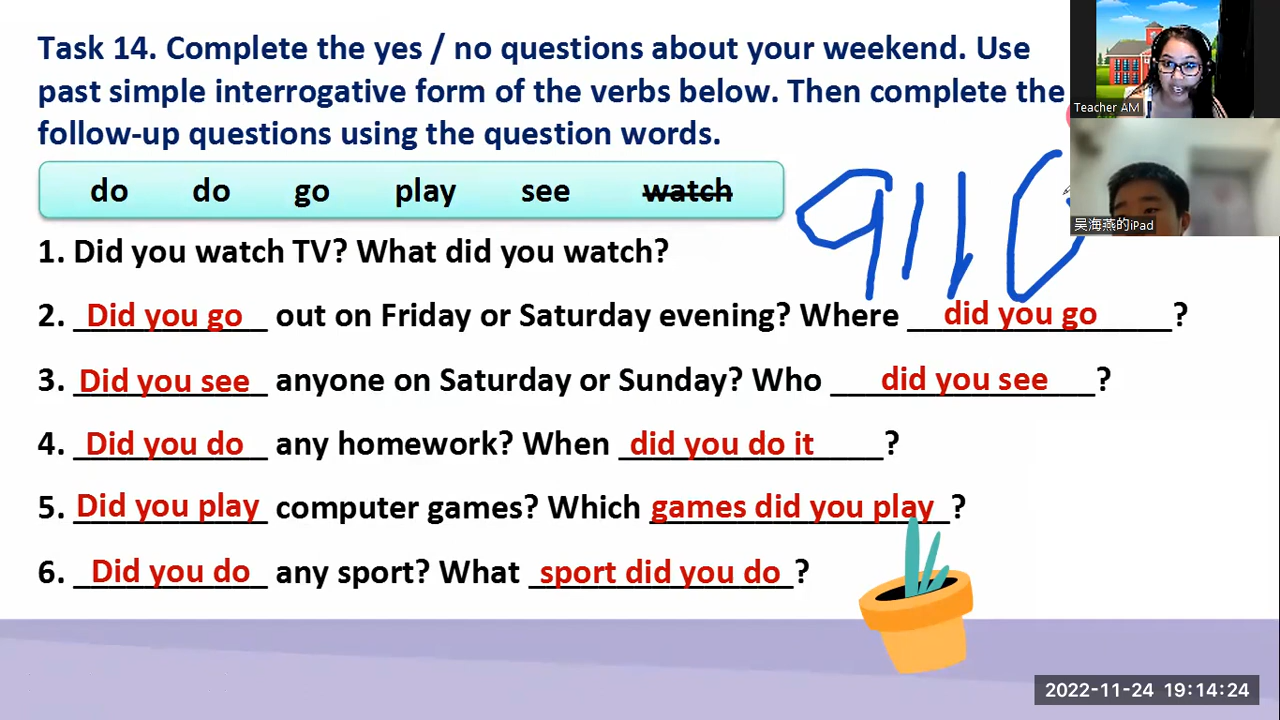 Task 14. Complete the yes / no questions about your weekend. Use
past simple interrogative form of the verbs below. Then complete the
follow-up questions using the question words.
Teacher AM
吴海燕的iPad
do do go play see watch
9110
1. Did you watch TV? What did you watch?
2. Did you go out on Friday or Saturday evening? Where did you go?
3. Did you see anyone on Saturday or Sunday? Who did you see?
4. Did you do any homework? When did you do it?
5. Did you play computer games? Which games did you play?
6. Did you do any sport? What sport did you do?
2022-11-24 19:14:24